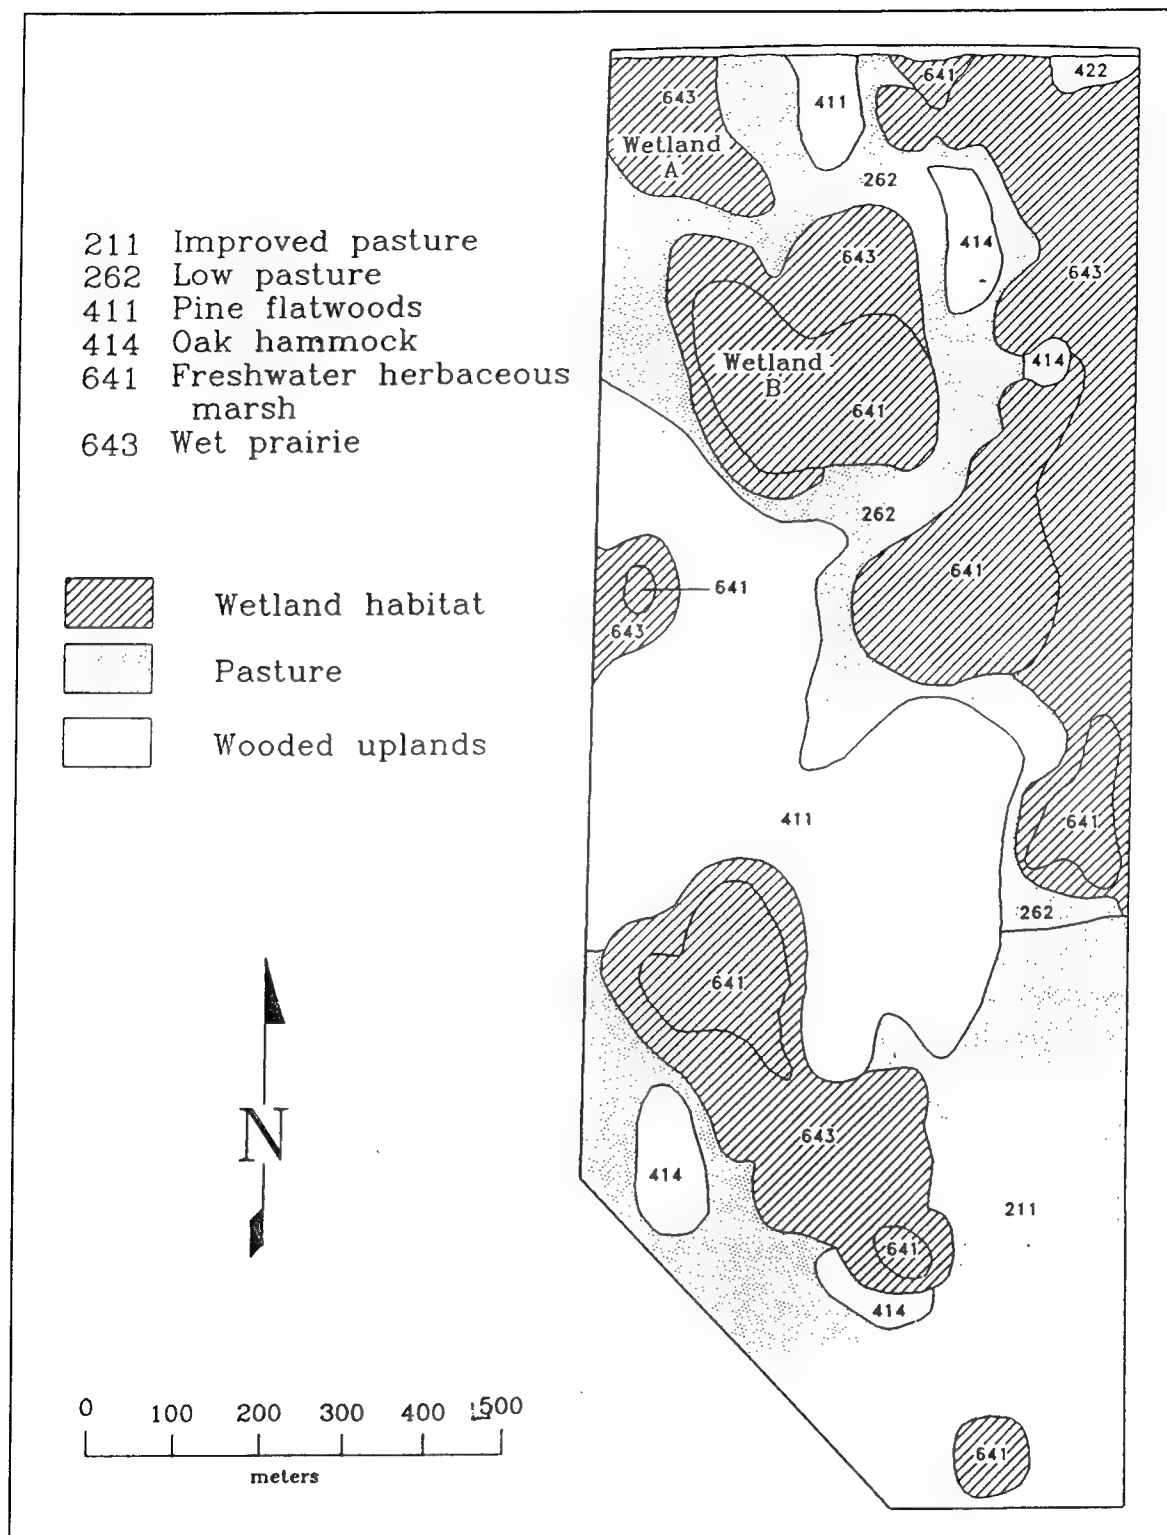 211 Improved pasture
262 Low pasture
411 Pine flatwoods
414 Oak hammock
641 Freshwater herbaceous
marsh
643 Wet prairie
Wetland habitat
Pasture
Wooded uplands
N
0 100 200 300 400 500
meters
641
422
643
411
Wetland
A
262
414
643
643
414
Wetland
B
641
262
641
641
643
411
641
262
641
643
414
211
641
414
641